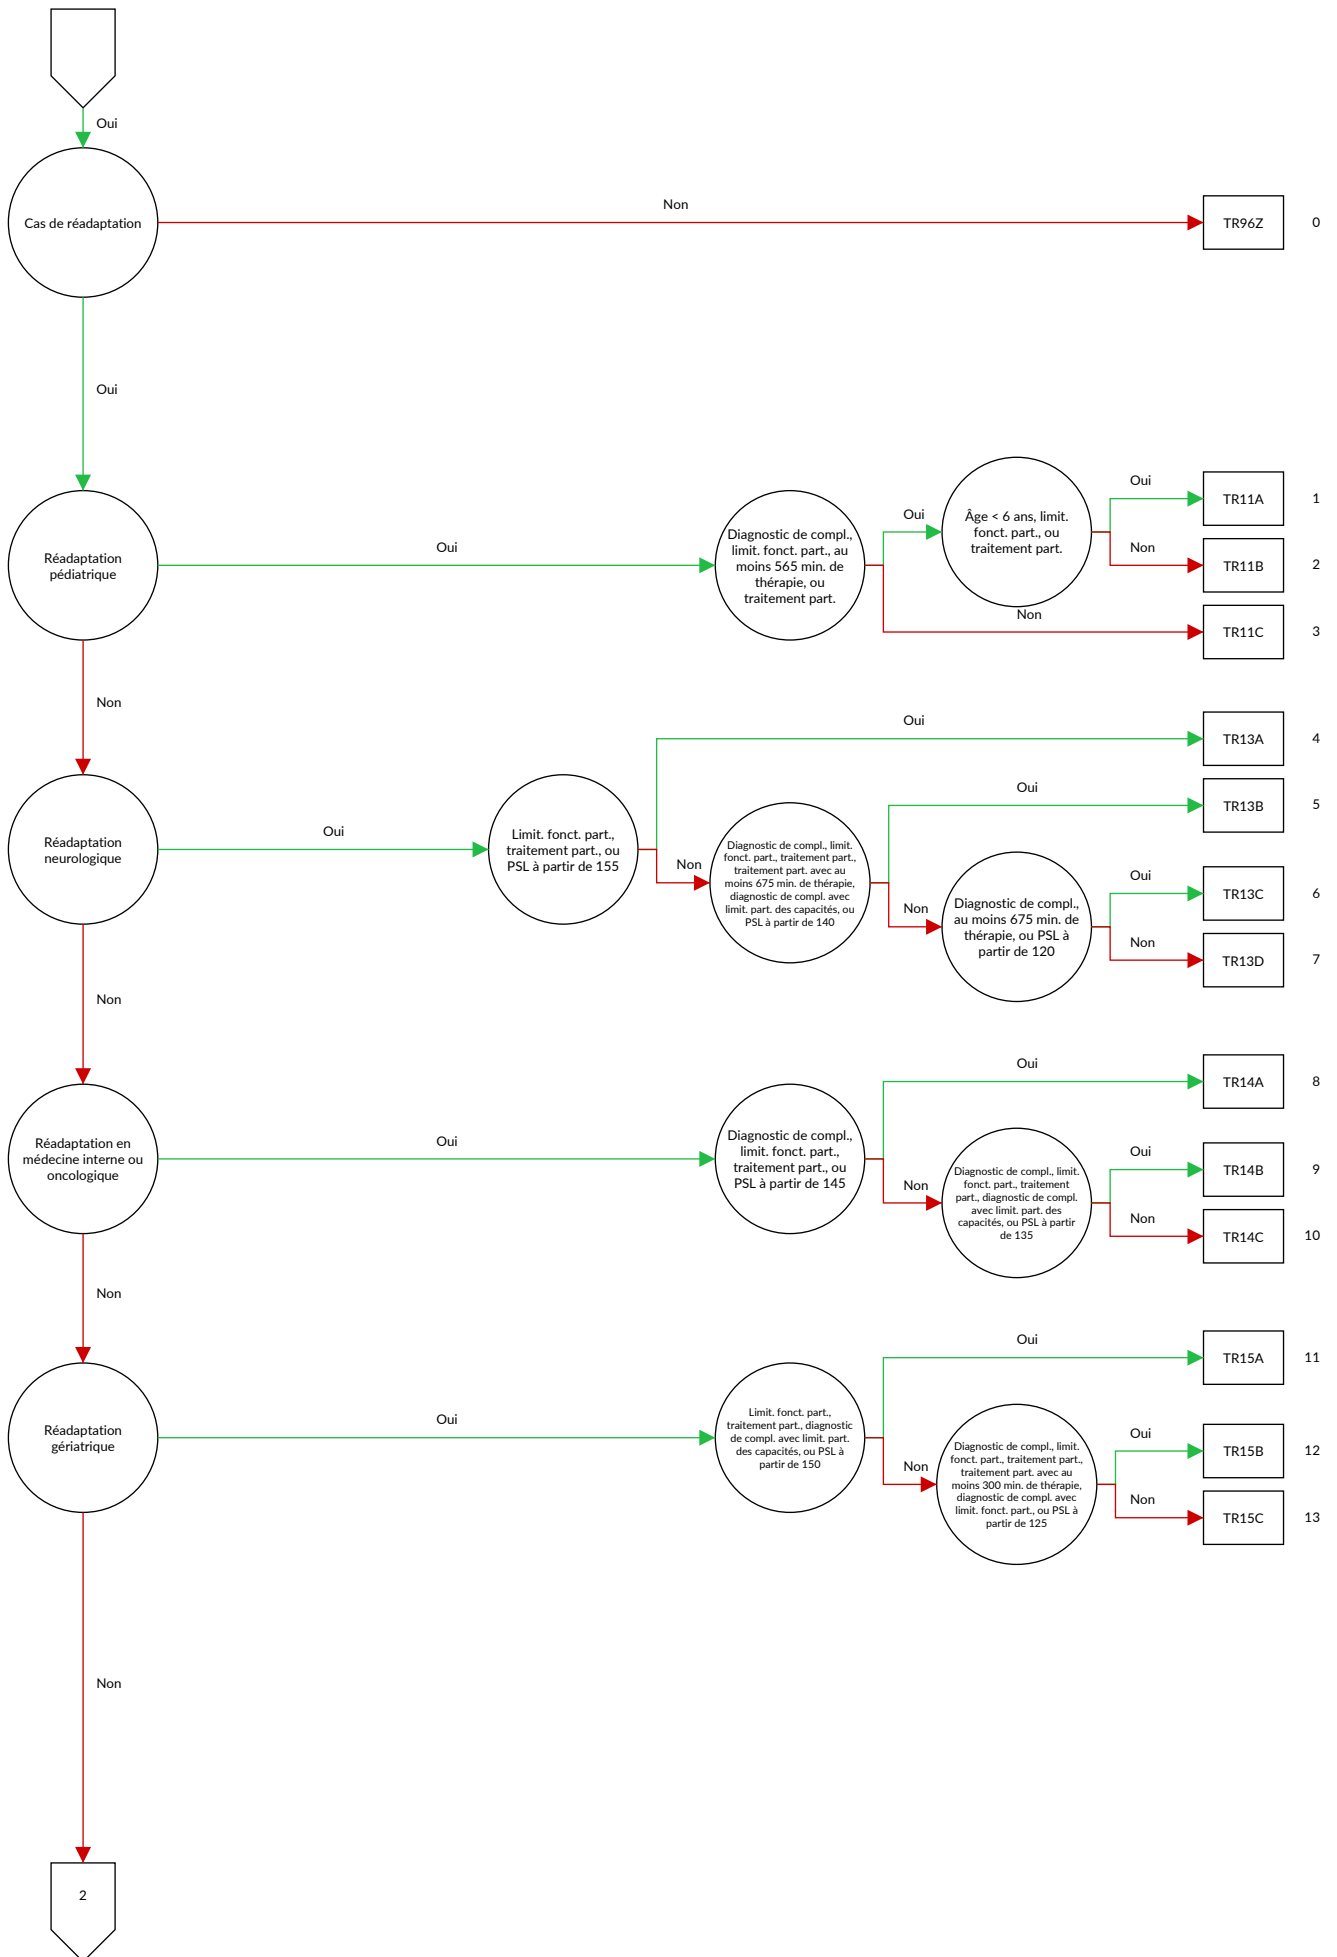 Oui
Cas de réadaptation
Non
TR96Z
0
Oui
Réadaptation
pédiatrique
Oui
Diagnostic de compl.,
limit. fonct. part., au
moins 565 min. de
thérapie, ou
traitement part.
Oui
Âge < 6 ans, limit.
fonct. part., ou
traitement part.
Oui
TR11A
1
Non
TR11B
2
Non
TR11C
3
Non
Réadaptation
neurologique
Oui
Limit. fonct. part.,
traitement part., ou
PSL à partir de 155
Oui
TR13A
4
Non
Diagnostic de compl., limit.
fonct. part., traitement part.,
traitement part. avec au
moins 675 min. de thérapie,
diagnostic de compl. avec
limit. part. des capacités, ou
PSL à partir de 140
Oui
TR13B
5
Non
Diagnostic de compl.,
au moins 675 min. de
thérapie, ou PSL à
partir de 120
Oui
TR13C
6
Non
TR13D
7
Non
Réadaptation en
médecine interne ou
oncologique
Oui
Diagnostic de compl.,
limit. fonct. part.,
traitement part., ou
PSL à partir de 145
Oui
TR14A
8
Non
Diagnostic de compl., limit.
fonct. part., traitement
part., diagnostic de compl.
avec limit. part. des
capacités, ou PSL à partir
de 135
Oui
TR14B
9
Non
TR14C
10
Non
Réadaptation
gériatrique
Oui
Limit. fonct. part.,
traitement part., diagnostic
de compl. avec limit. part.
des capacités, ou PSL à
partir de 150
Oui
TR15A
11
Non
Diagnostic de compl., limit.
fonct. part., traitement part.,
traitement part. avec au
moins 300 min. de thérapie,
diagnostic de compl. avec
limit. fonct. part., ou PSL à
partir de 125
Oui
TR15B
12
Non
TR15C
13
Non
2